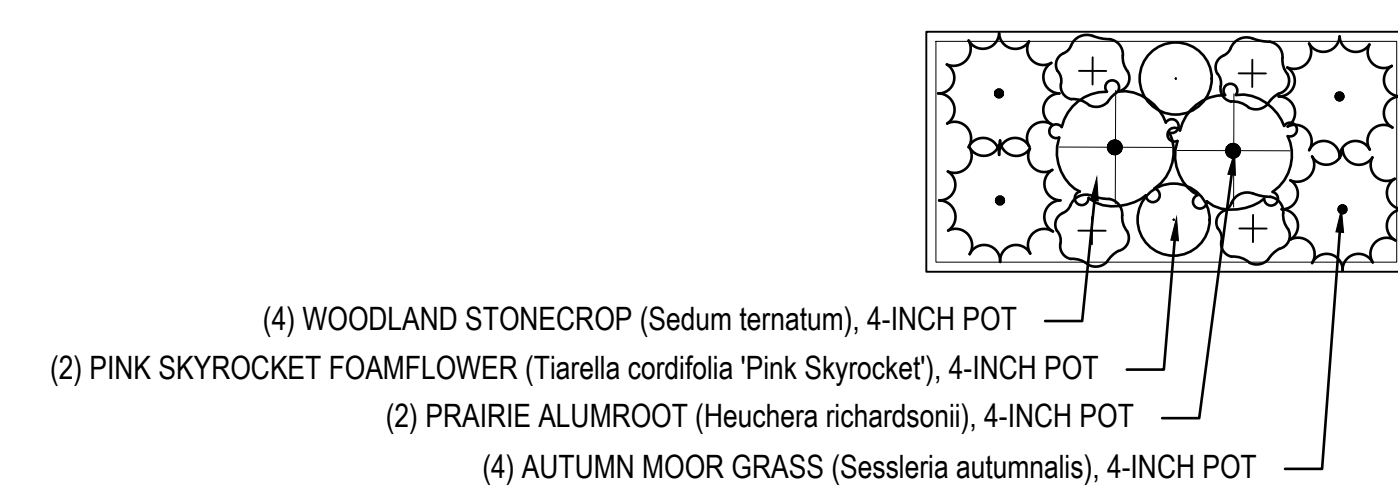 (4) WOODLAND STONECROP (Sedum ternatum), 4-INCH POT
(2) PINK SKYROCKET FOAMFLOWER (Tiarella cordifolia 'Pink Skyrocket'), 4-INCH POT
(2) PRAIRIE ALUMROOT (Heuchera richardsonii), 4-INCH POT
(4) AUTUMN MOOR GRASS (Sessleria autumnalis), 4-INCH POT